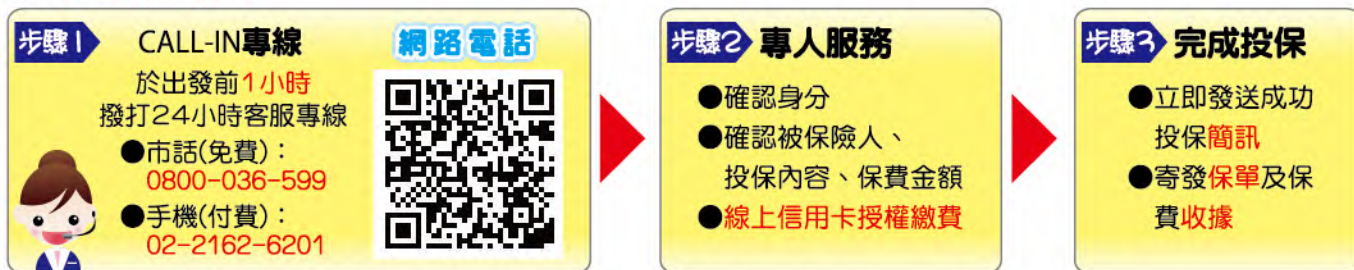 步驟1 CALL-IN專線 網路電話
於出發前1小時
撥打24小時客服專線
●市話(免費)：
0800-036-599
●手機(付費)：
02-2162-6201
步驟2 專人服務
●確認身分
●確認被保險人、
投保內容、保費金額
●線上信用卡授權繳費
步驟3 完成投保
●立即發送成功
投保簡訊
●寄發保單及保
費收據